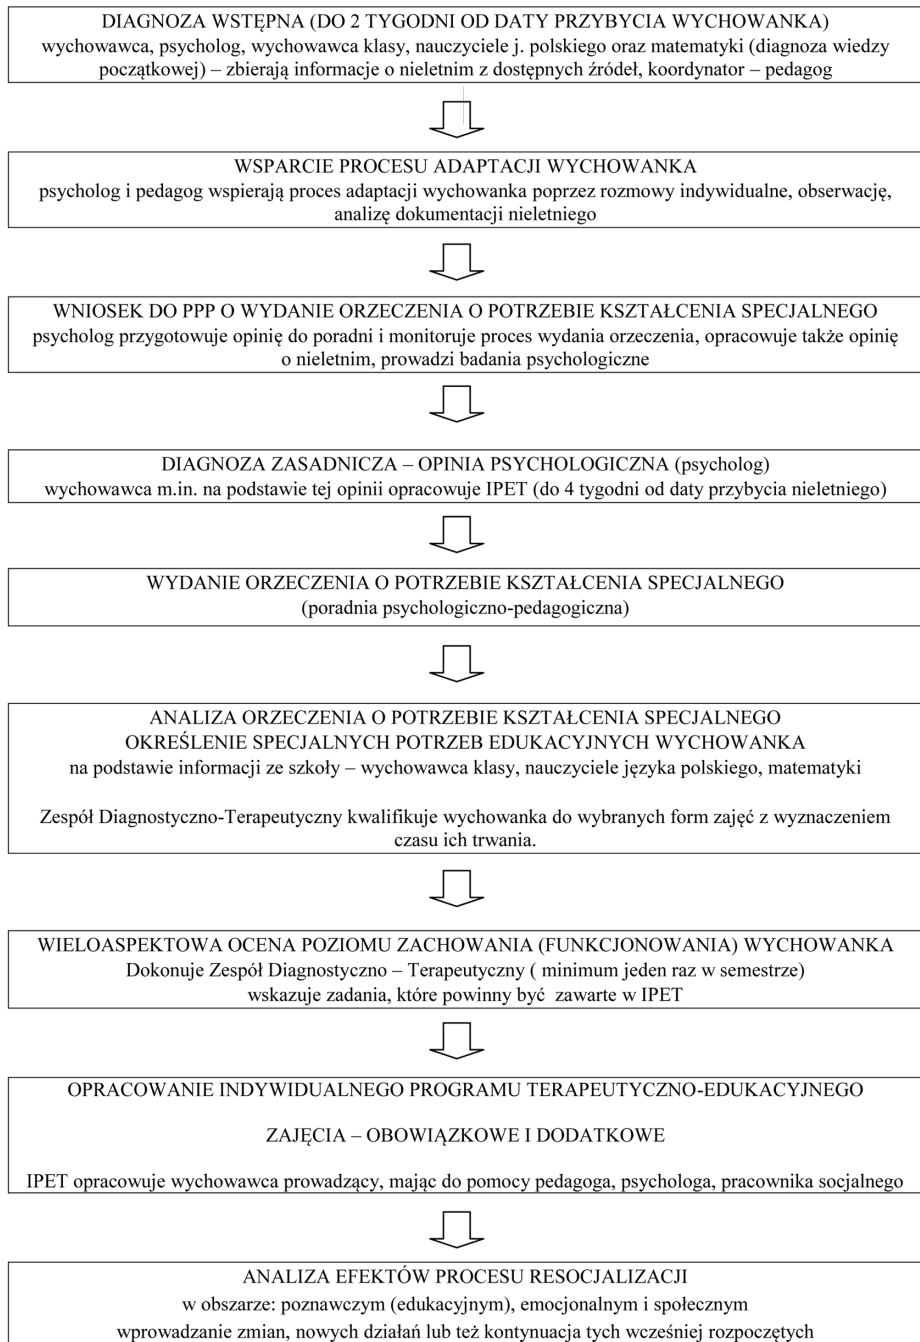 DIAGNOZA WSTĘPNA (DO 2 TYGODNI OD DATY PRZYBYCIA WYCHOWANKA)
wychowawca, psycholog, wychowawca klasy, nauczyciele j. polskiego oraz matematyki (diagnoza wiedzy
początkowej) – zbierają informacje o nieletnim z dostępnych źródeł, koordynator – pedagog
WSPARCIE PROCESU ADAPTACJI WYCHOWANKA
psycholog i pedagog wspierają proces adaptacji wychowanka poprzez rozmowy indywidualne, obserwację,
analizę dokumentacji nieletniego
WNIOSEK DO PPP O WYDANIE ORZECZENIA O POTRZEBIE KSZTAŁCENIA SPECJALNEGO
psycholog przygotowuje opinię do poradni i monitoruje proces wydania orzeczenia, opracowuje także opinię
o nieletnim, prowadzi badania psychologiczne
DIAGNOZA ZASADNICZA – OPINIA PSYCHOLOGICZNA (psycholog)
wychowawca m.in. na podstawie tej opinii opracowuje IPET (do 4 tygodni od daty przybycia nieletniego)
WYDANIE ORZECZENIA O POTRZEBIE KSZTAŁCENIA SPECJALNEGO
(poradnia psychologiczno-pedagogiczna)
ANALIZA ORZECZENIA O POTRZEBIE KSZTAŁCENIA SPECJALNEGO
OKREŚLENIE SPECJALNYCH POTRZEB EDUKACYJNYCH WYCHOWANKA
na podstawie informacji ze szkoły – wychowawca klasy, nauczyciele języka polskiego, matematyki
Zespół Diagnostyczno-Terapeutyczny kwalifikuje wychowanka do wybranych form zajęć z wyznaczeniem
czasu ich trwania.
WIELOASPEKTOWA OCENA POZIOMU ZACHOWANIA (FUNKCJONOWANIA) WYCHOWANKA
Dokonuje Zespół Diagnostyczno – Terapeutyczny ( minimum jeden raz w semestrze)
wskazuje zadania, które powinny być zawarte w IPET
OPRACOWANIE INDYWIDUALNEGO PROGRAMU TERAPEUTYCZNO-EDUKACYJNEGO
ZAJĘCIA – OBOWIĄZKOWE I DODATKOWE
IPET opracowuje wychowawca prowadzący, mając do pomocy pedagoga, psychologa, pracownika socjalnego
ANALIZA EFEKTÓW PROCESU RESOCJALIZACJI
w obszarze: poznawczym (edukacyjnym), emocjonalnym i społecznym
wprowadzanie zmian, nowych działań lub też kontynuacja tych wcześniej rozpoczętych